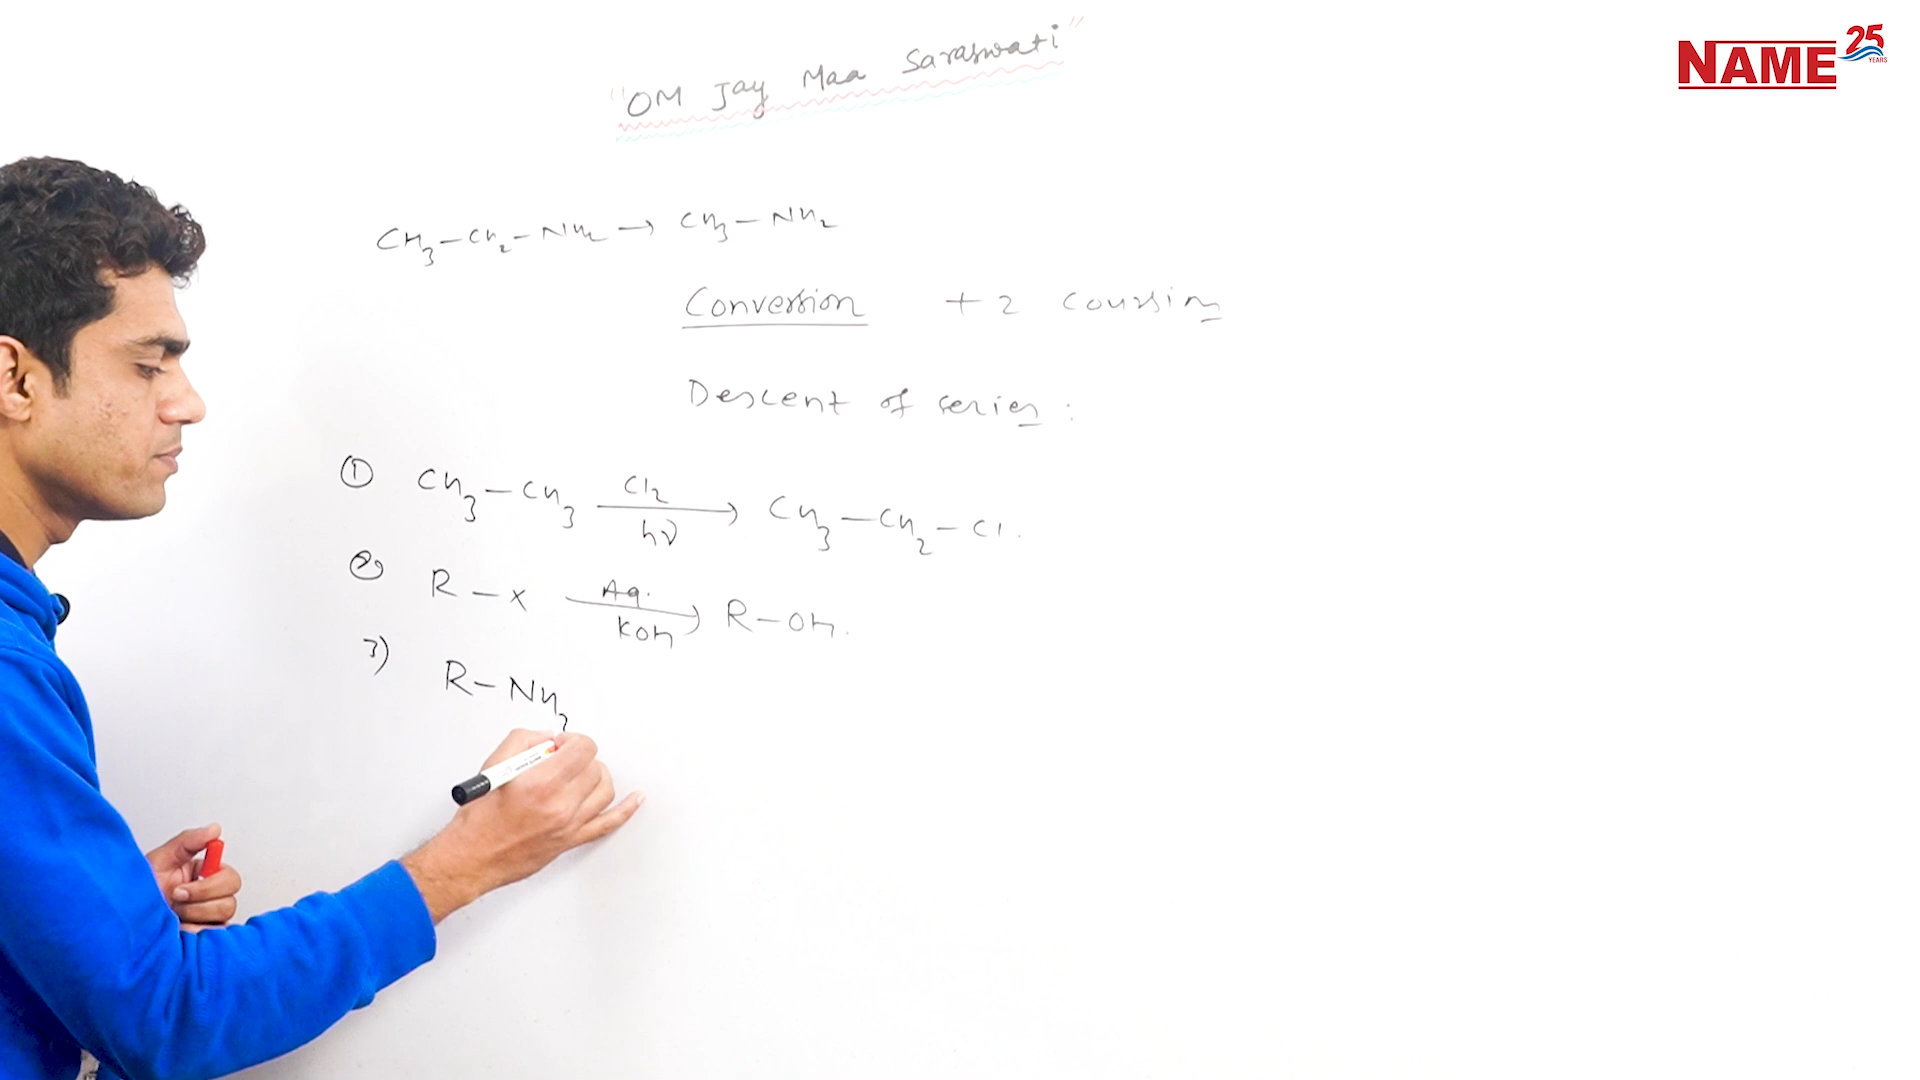 NAME 25 YEARS
"OM Jay Maa Saraswati"
CH3-CH2-NH2 → CH3-NH2
Conversion +2 coursin
Descent of series:
① CH3-CH3 Cl2 → hν CH3-CH2-Cl.
② R-X Aq. → KOH R-OH.
3) R-NH2